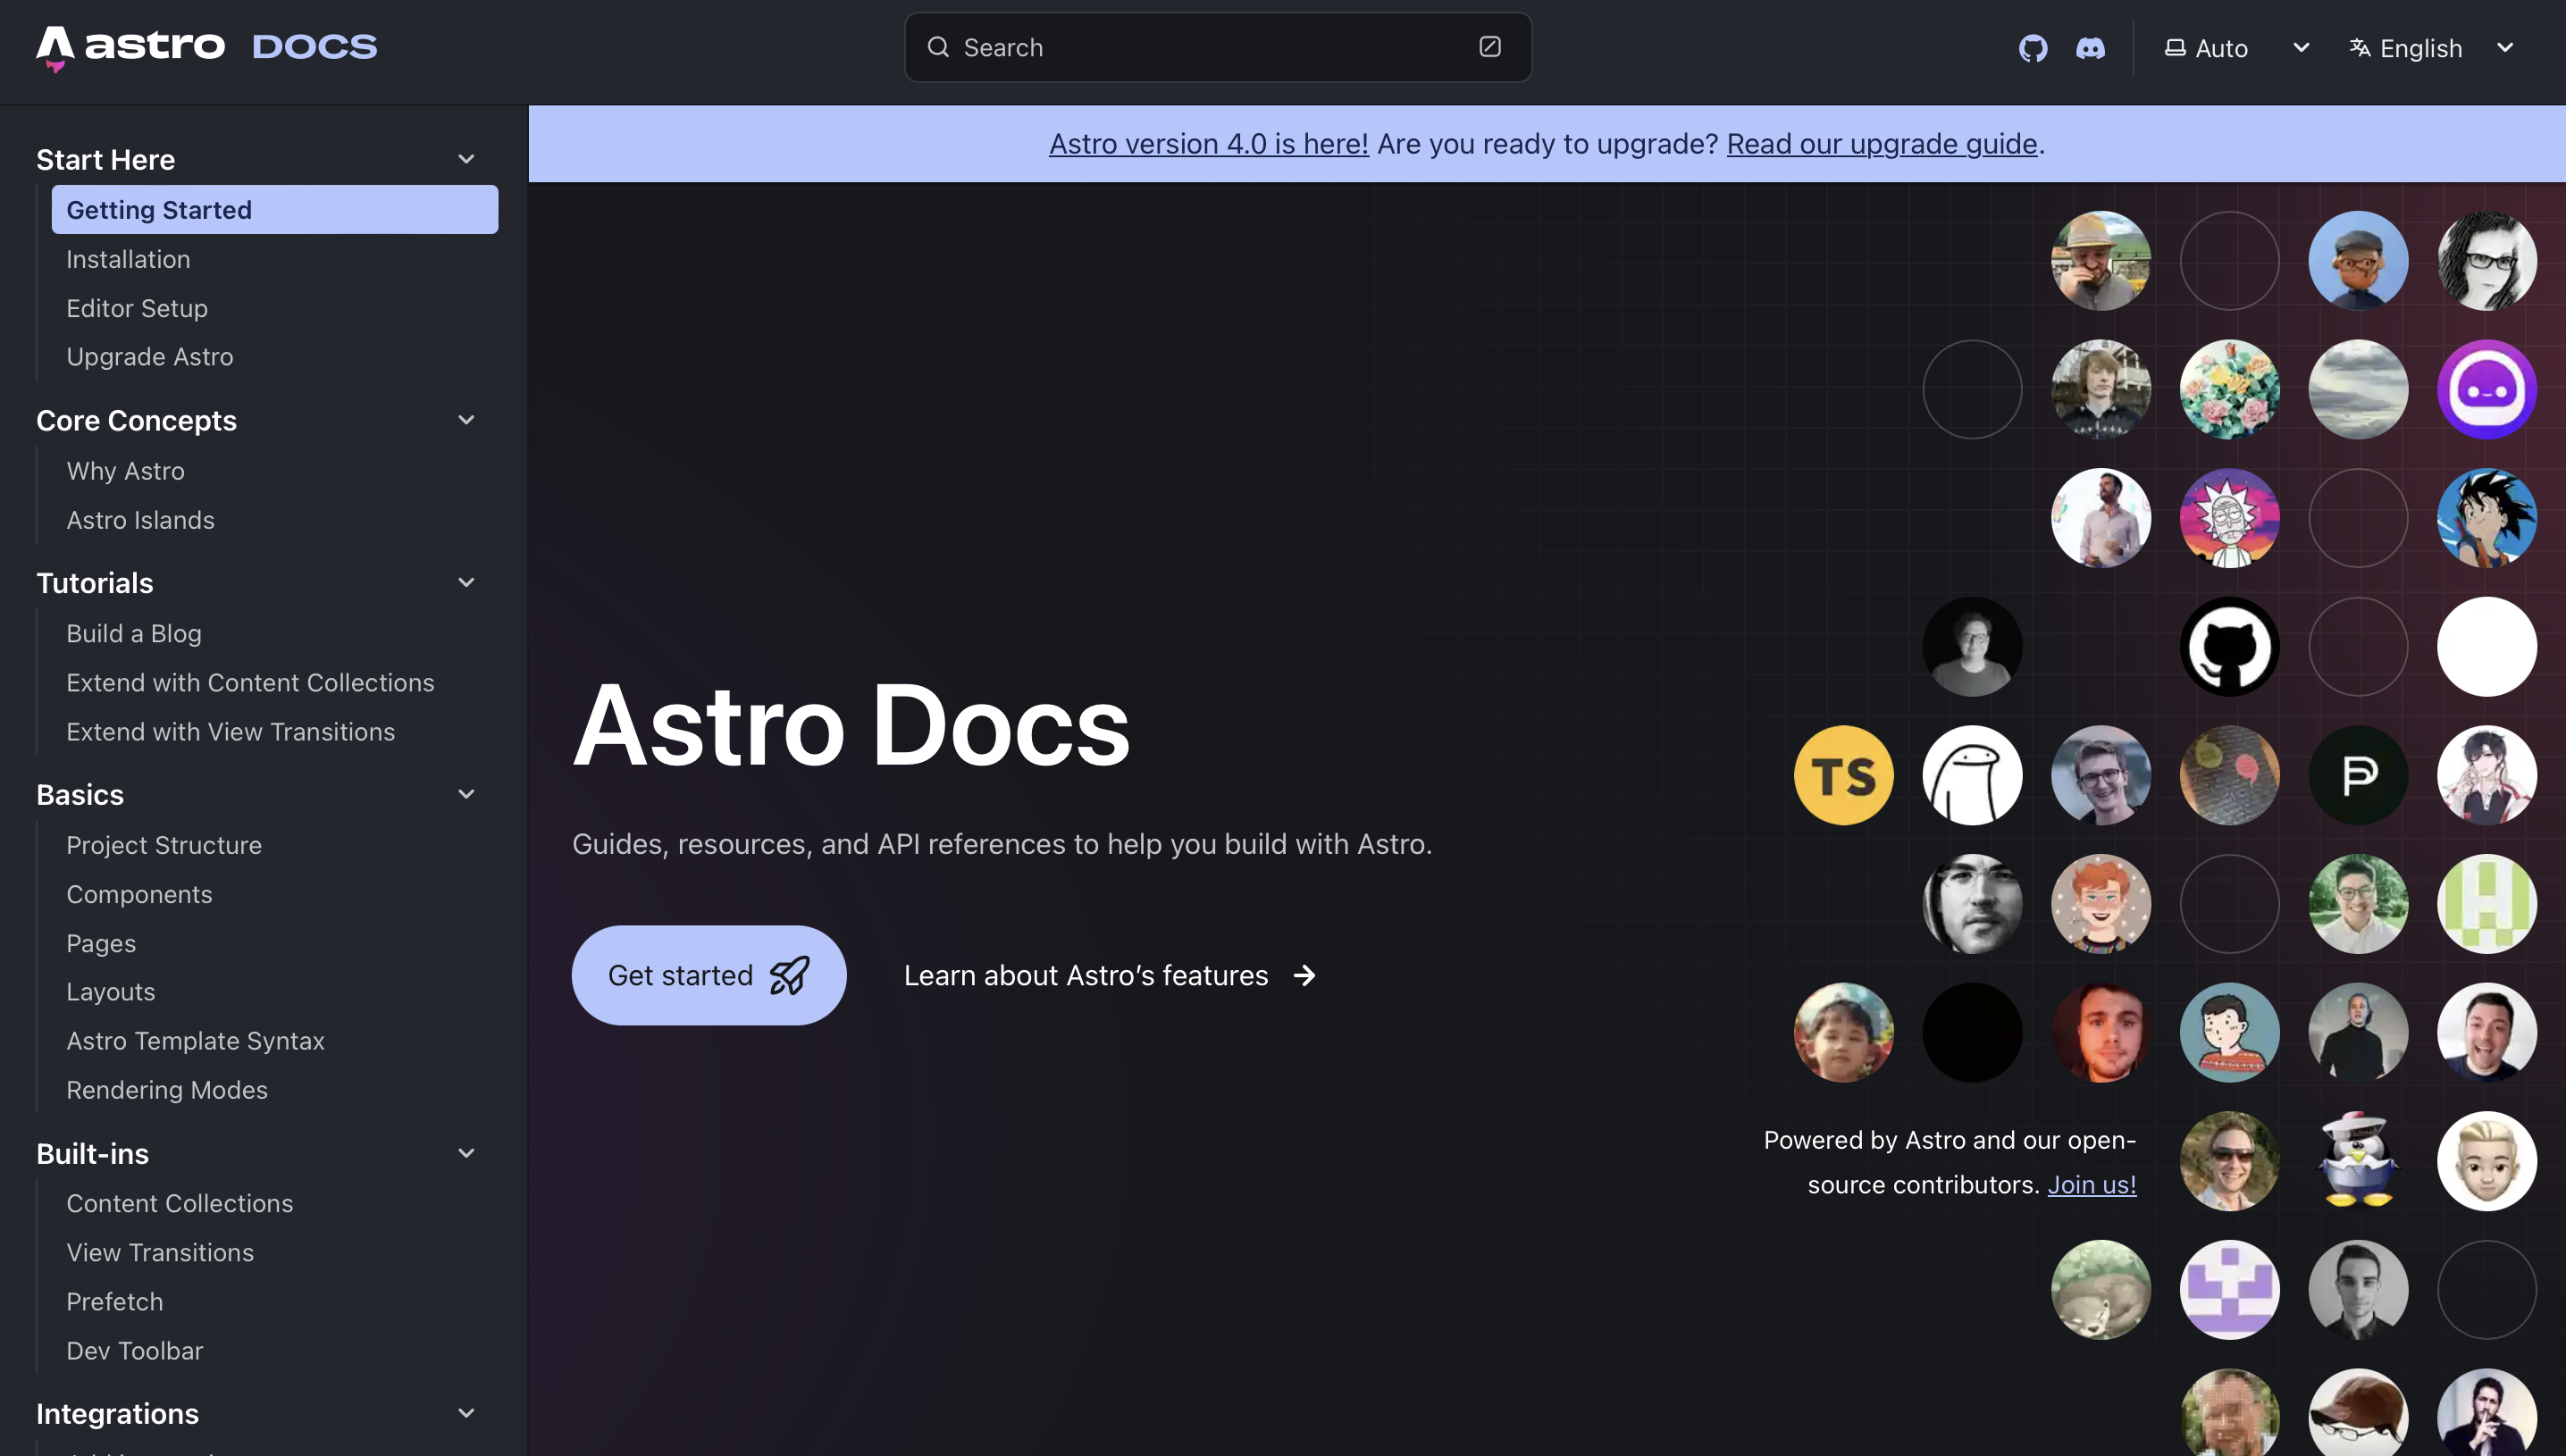 astro DOCS
Search
Auto
English
Start Here
Getting Started
Installation
Editor Setup
Upgrade Astro
Core Concepts
Why Astro
Astro Islands
Tutorials
Build a Blog
Extend with Content Collections
Extend with View Transitions
Basics
Project Structure
Components
Pages
Layouts
Astro Template Syntax
Rendering Modes
Built-ins
Content Collections
View Transitions
Prefetch
Dev Toolbar
Integrations
Astro version 4.0 is here! Are you ready to upgrade? Read our upgrade guide.
Astro Docs
Guides, resources, and API references to help you build with Astro.
Get started
Learn about Astro’s features
TS
Powered by Astro and our open-
source contributors. Join us!